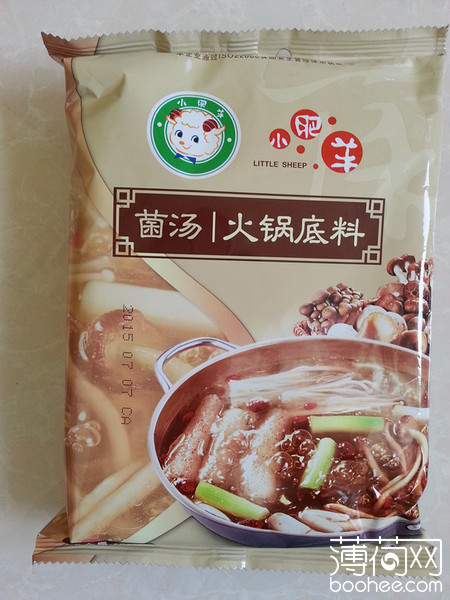 小肥羊
小肥羊
LITTLE SHEEP
菌汤|火锅底料
2015 07 07 CA
薄荷网
boohee.com